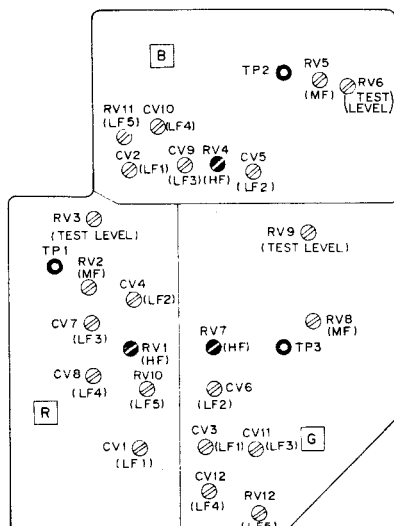 B
TP2
RV5
(MF)
RV6
(TEST
LEVEL)
RV11
(LF5)
CV10
(LF4)
CV2
(LF1)
CV9
(LF3)
RV4
(HF)
CV5
(LF2)
RV3
(TEST LEVEL)
TP1
RV2
(MF)
CV4
(LF2)
CV7
(LF3)
RV1
(HF)
CV8
(LF4)
RV10
(LF5)
R
CV1
(LF1)
RV9
(TEST LEVEL)
RV8
(MF)
RV7
(HF)
TP3
CV6
(LF2)
CV3
(LF1)
CV11
(LF3)
G
CV12
(LF4)
RV12
(LF5)